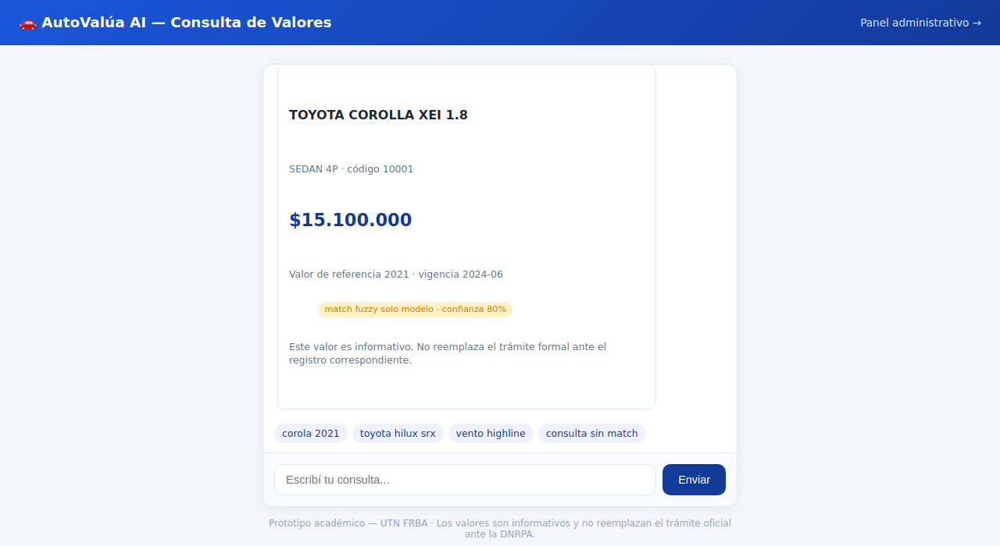 🚗 AutoValúa AI — Consulta de Valores
Panel administrativo →
TOYOTA COROLLA XEI 1.8
SEDAN 4P · código 10001
$15.100.000
Valor de referencia 2021 · vigencia 2024-06
match fuzzy solo modelo · confianza 80%
Este valor es informativo. No reemplaza el trámite formal ante el
registro correspondiente.
corola 2021
toyota hilux srx
vento highline
consulta sin match
Escribí tu consulta...
Enviar
Prototipo académico — UTN FRBA · Los valores son informativos y no reemplazan el trámite oficial
ante la DNRPA.